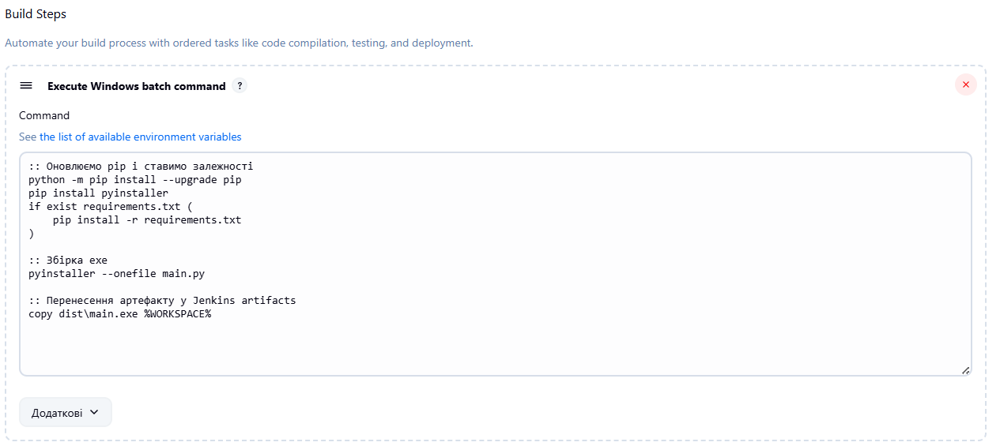 Build Steps
Automate your build process with ordered tasks like code compilation, testing, and deployment.
Execute Windows batch command ?
Command
See the list of available environment variables
:: Оновлюємо pip і ставимо залежності
python -m pip install --upgrade pip
pip install pyinstaller
if exist requirements.txt (
    pip install -r requirements.txt
)
:: Збірка exe
pyinstaller --onefile main.py
:: Перенесення артефакту у Jenkins artifacts
copy dist\main.exe %WORKSPACE%
Додаткові